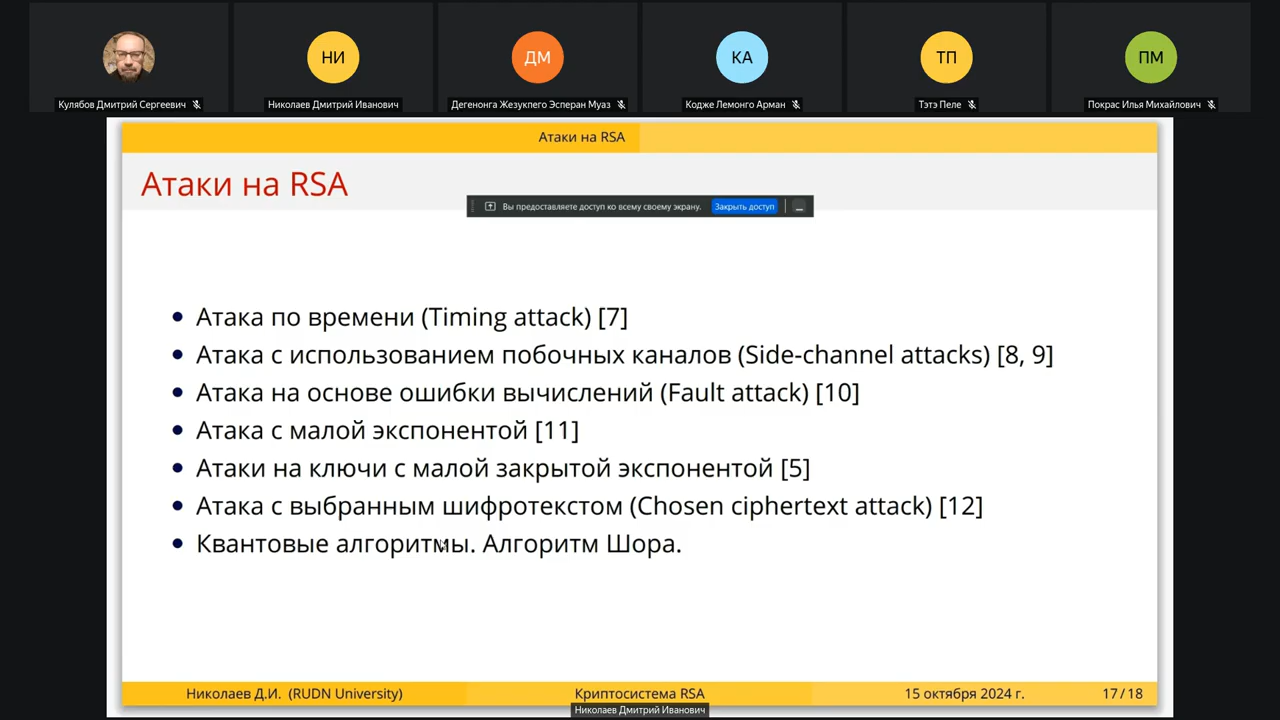 НИ
ДМ
КА
ТП
ПМ
Кулябов Дмитрий Сергеевич
Николаев Дмитрий Иванович
Дегенонга Жезукпего Эсперан Муаз
Кодже Лемонго Арман
Тэтэ Пеле
Покрас Илья Михайлович
Атаки на RSA
Атаки на RSA
Вы предоставляете доступ ко всему своему экрану.
Закрыть доступ
• Атака по времени (Timing attack) [7]
• Атака с использованием побочных каналов (Side-channel attacks) [8, 9]
• Атака на основе ошибки вычислений (Fault attack) [10]
• Атака с малой экспонентой [11]
• Атаки на ключи с малой закрытой экспонентой [5]
• Атака с выбранным шифротекстом (Chosen ciphertext attack) [12]
• Квантовые алгоритмы. Алгоритм Шора.
Николаев Д.И. (RUDN University)
Криптосистема RSA
15 октября 2024 г.
17 / 18
Николаев Дмитрий Иванович